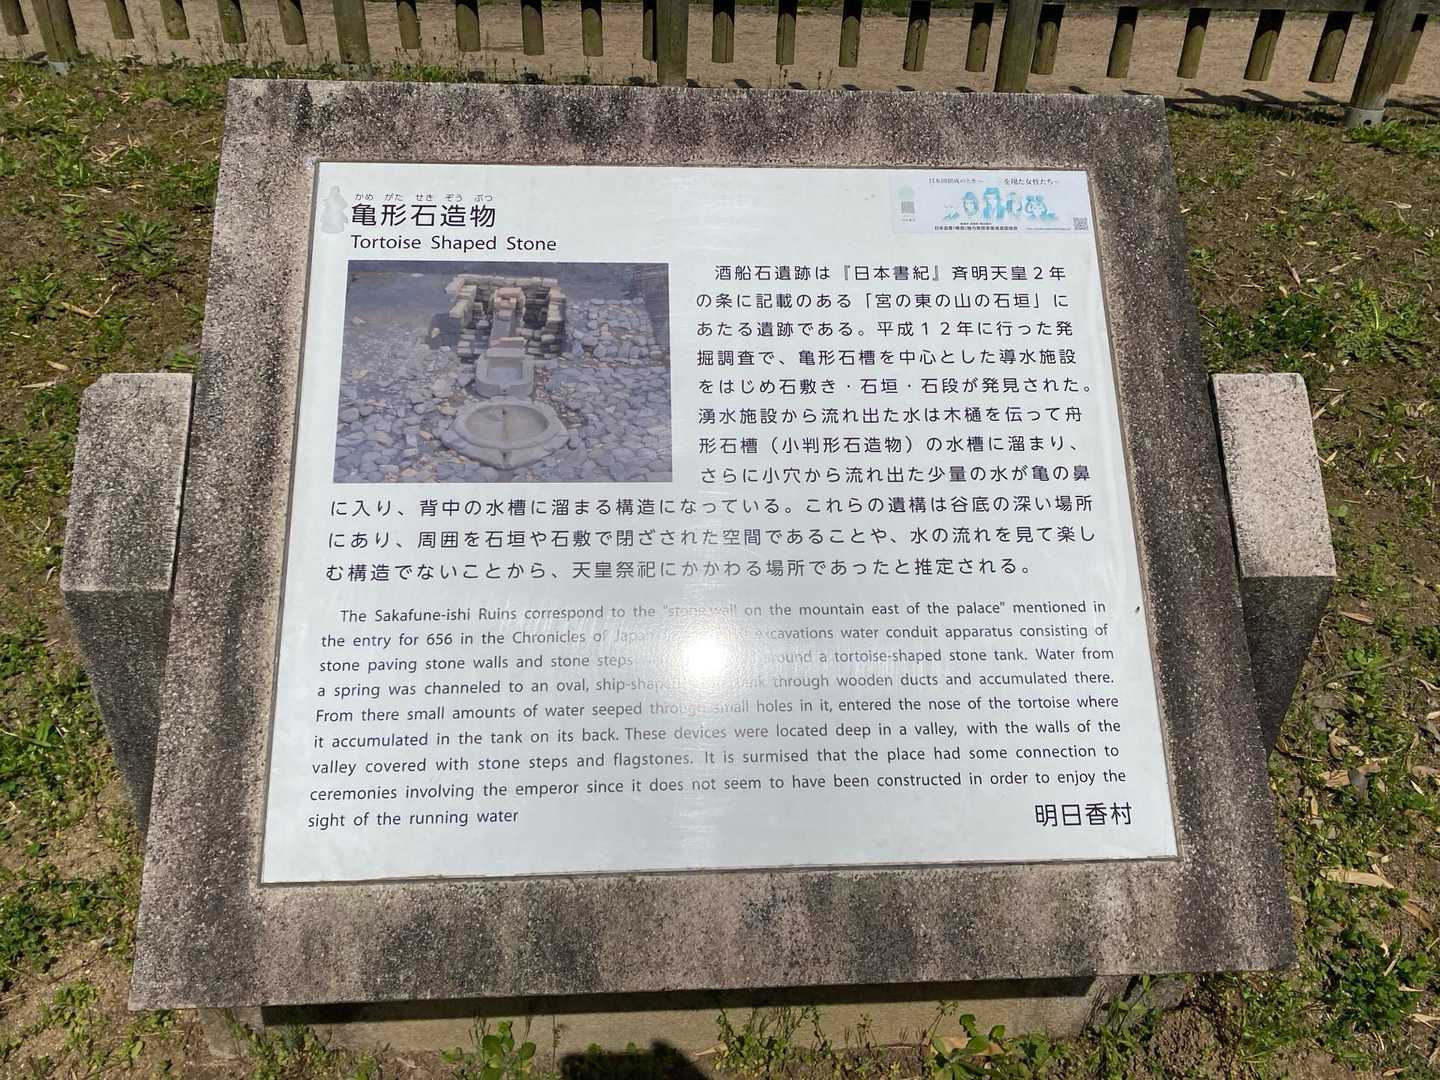 かめ がた せき ぞう ぶつ
亀形石造物
Tortoise Shaped Stone
日本国創成のとき
を翔た女性たち
酒船石遺跡は『日本書紀』斉明天皇２年
の条に記載のある「宮の東の山の石垣」に
あたる遺跡である。平成１２年に行った発
掘調査で、亀形石槽を中心とした導水施設
をはじめ石敷き・石垣・石段が発見された。
湧水施設から流れ出た水は木樋を伝って舟
形石槽（小判形石造物）の水槽に溜まり、
さらに小穴から流れ出た少量の水が亀の鼻
に入り、背中の水槽に溜まる構造になっている。これらの遺構は谷底の深い場所
にあり、周囲を石垣や石敷で閉ざされた空間であることや、水の流れを見て楽し
む構造でないことから、天皇祭祀にかかわる場所であったと推定される。
The Sakafune-ishi Ruins correspond to the "stone wall on the mountain east of the palace" mentioned in
the entry for 656 in the Chronicles of Japan excavations water conduit apparatus consisting of
stone paving stone walls and stone steps around a tortoise-shaped stone tank. Water from
a spring was channeled to an oval, ship-shaped through wooden ducts and accumulated there.
From there small amounts of water seeped through small holes in it, entered the nose of the tortoise where
it accumulated in the tank on its back. These devices were located deep in a valley, with the walls of the
valley covered with stone steps and flagstones. It is surmised that the place had some connection to
ceremonies involving the emperor since it does not seem to have been constructed in order to enjoy the
sight of the running water
明日香村